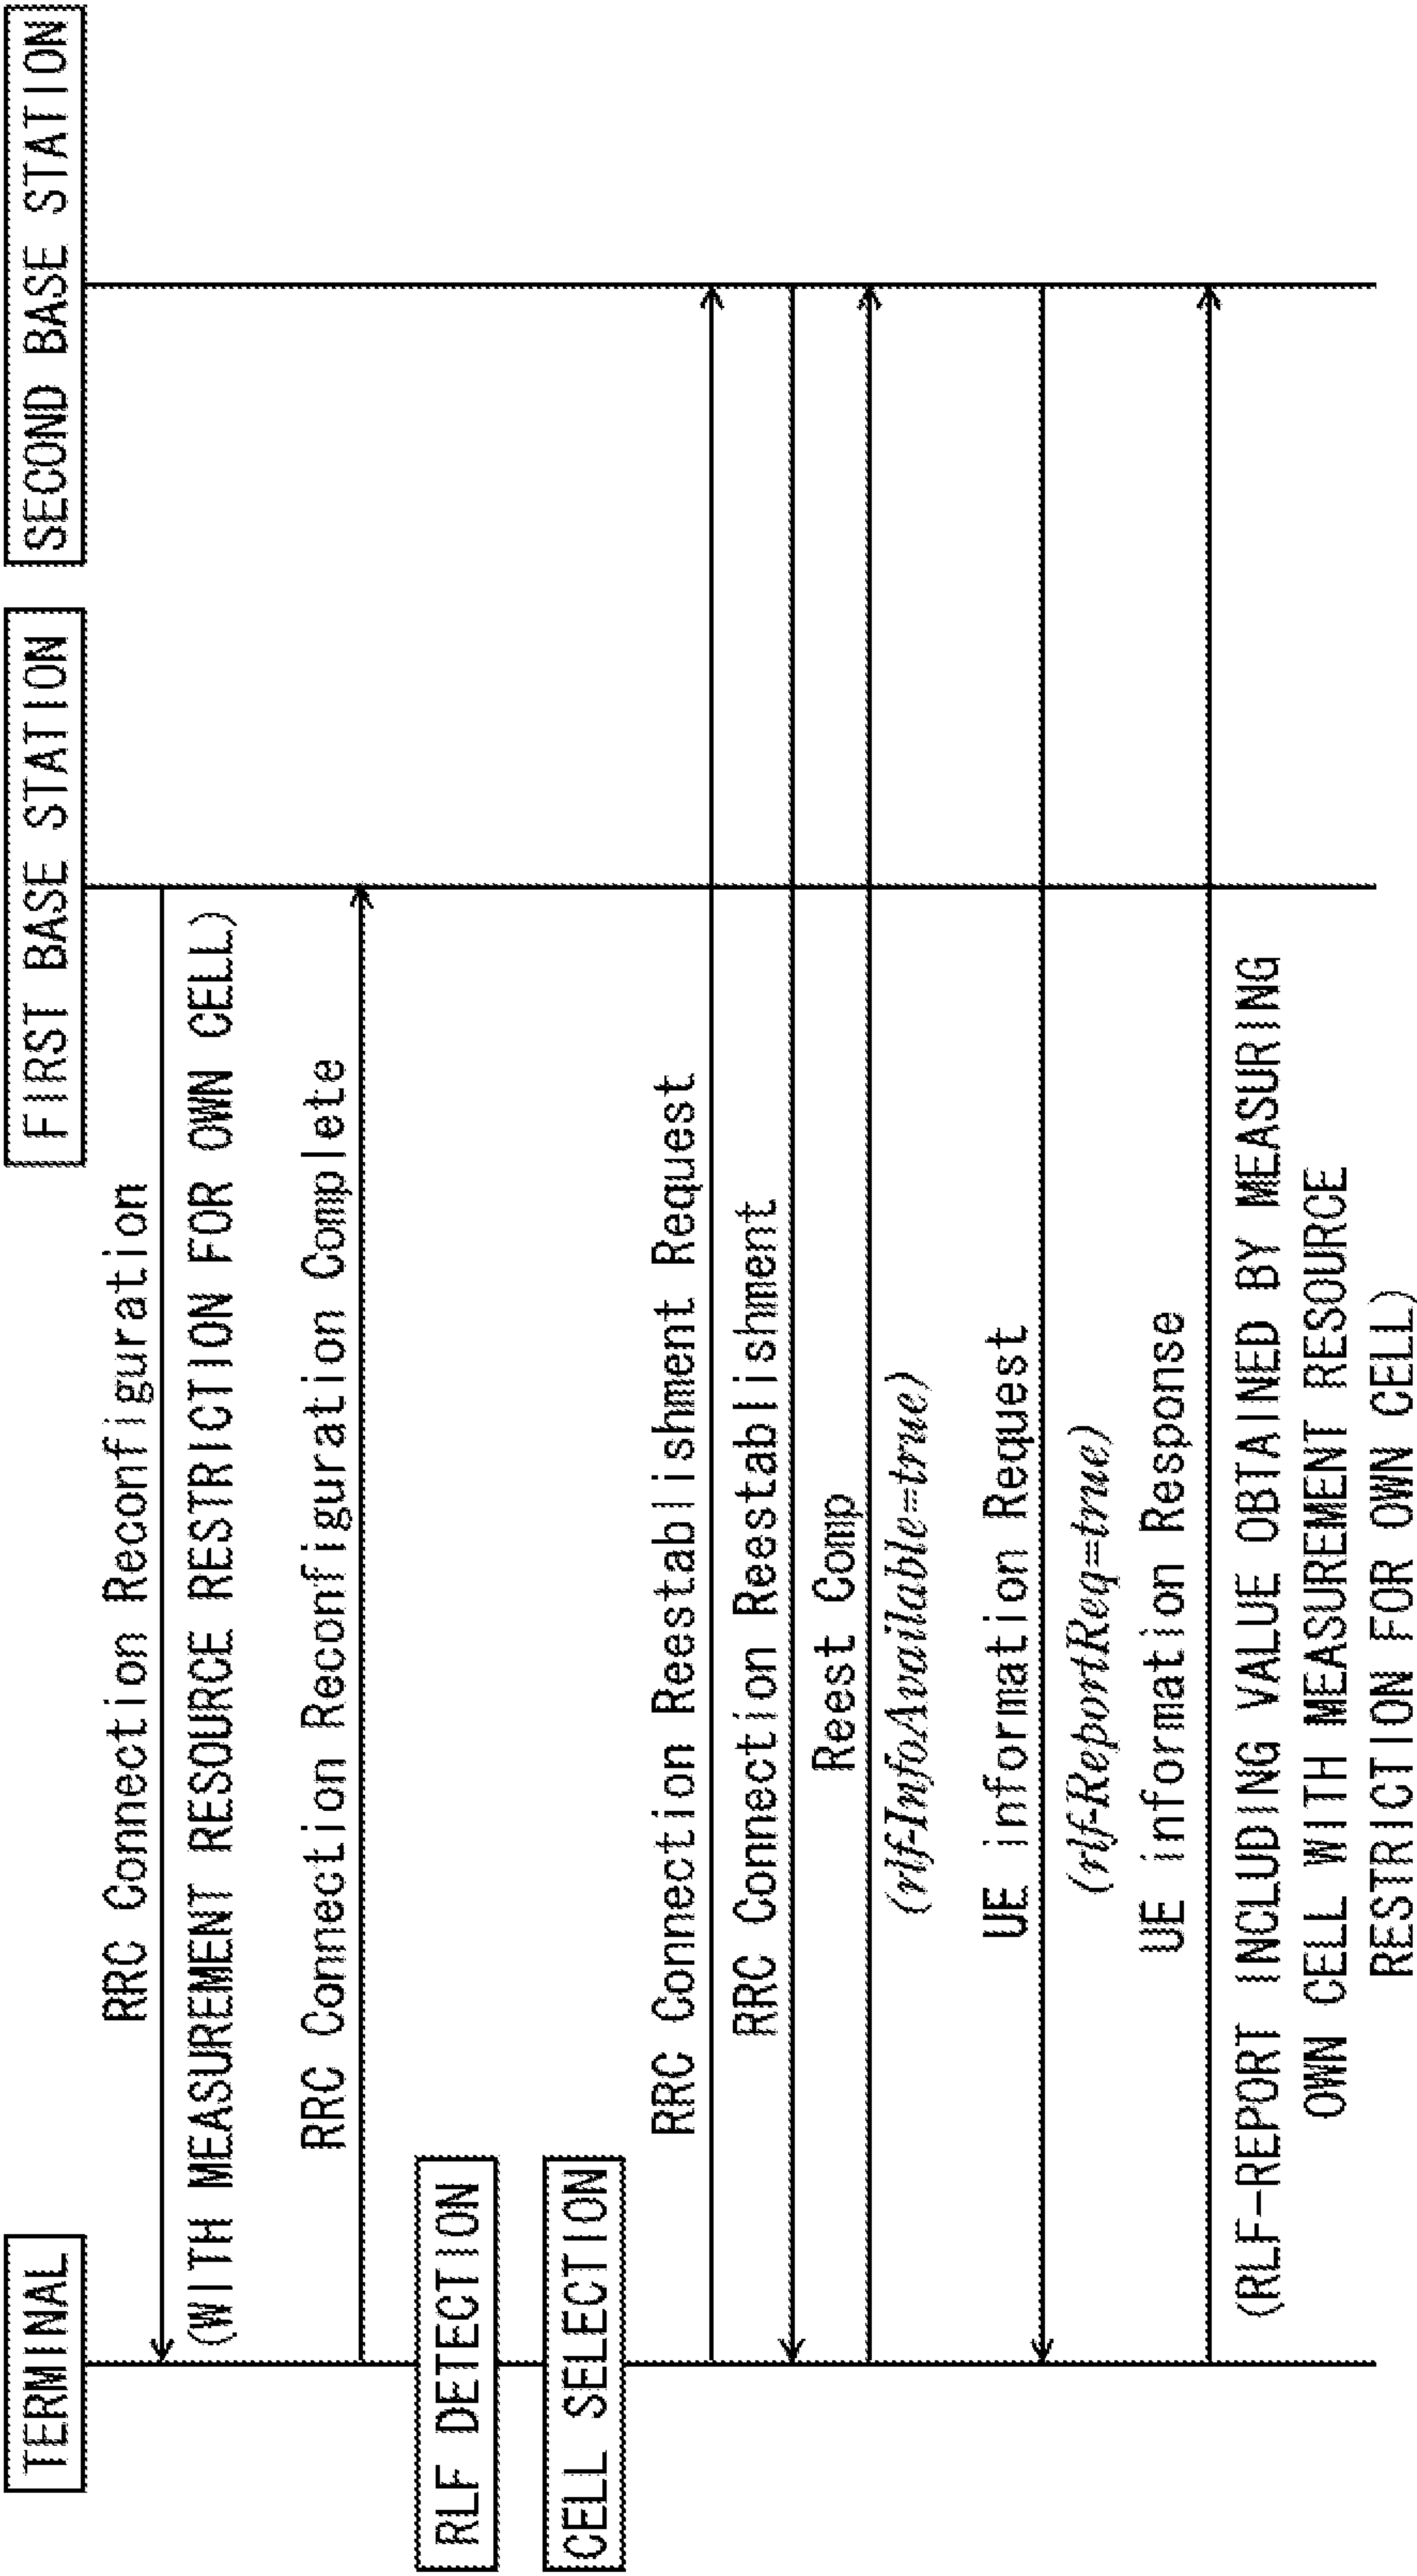 TERMINAL
FIRST BASE STATION
SECOND BASE STATION
RRC Connection Reconfiguration
(WITH MEASUREMENT RESOURCE RESTRICTION FOR OWN CELL)
RRC Connection Reconfiguration Complete
RLF DETECTION
CELL SELECTION
RRC Connection Reestablishment Request
RRC Connection Reestablishment
Reest Comp
(rlf-InfoAvailable=true)
UE information Request
(rlf-ReportReq=true)
UE information Response
(RLF-REPORT INCLUDING VALUE OBTAINED BY MEASURING
OWN CELL WITH MEASUREMENT RESOURCE
RESTRICTION FOR OWN CELL)